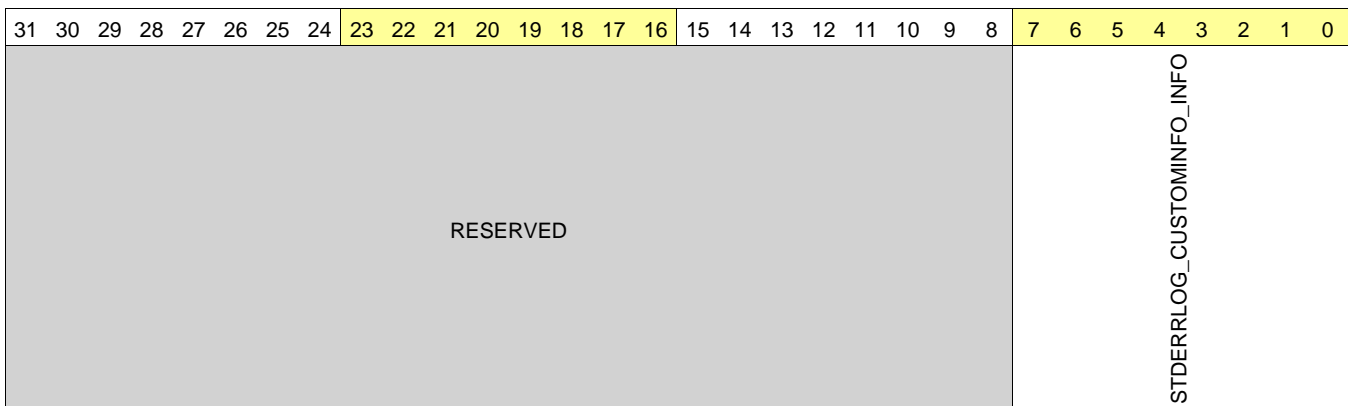 31 30 29 28 27 26 25 24 23 22 21 20 19 18 17 16 15 14 13 12 11 10 9 8 7 6 5 4 3 2 1 0
RESERVED
STDERRLOG_CUSTOMINFO_INFO